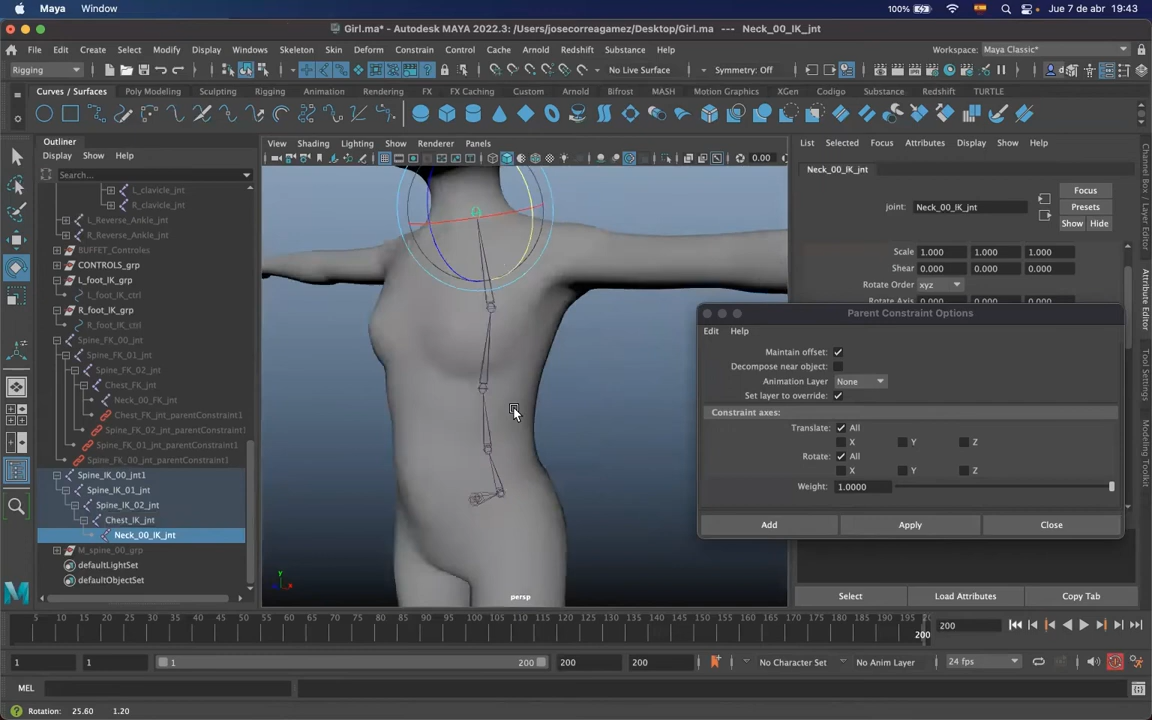 Maya Window 100% Jue 7 de abr 19:43
Girl.ma* - Autodesk MAYA 2022.3: /Users/josecorreagamez/Desktop/Girl.ma --- Neck_00_IK_jnt
File Edit Create Select Modify Display Windows Skeleton Skin Deform Constrain Control Cache Arnold Redshift Substance Help Workspace: Maya Classic*
Rigging No Live Surface Symmetry: Off
Curves / Surfaces Poly Modeling Sculpting Rigging Animation Rendering FX FX Caching Custom Arnold Bifrost MASH Motion Graphics XGen Codigo Substance Redshift TURTLE
Outliner
Display Show Help
Search...
L_clavicle_jnt
R_clavicle_jnt
L_Reverse_Ankle_jnt
R_Reverse_Ankle_jnt
BUFFET_Controles
CONTROLS_grp
L_foot_IK_grp
L_foot_IK_ctrl
R_foot_IK_grp
R_foot_IK_ctrl
Spine_FK_00_jnt
Spine_FK_01_jnt
Spine_FK_02_jnt
Chest_FK_jnt
Neck_00_FK_jnt
Chest_FK_jnt_parentConstraint1
Spine_FK_02_jnt_parentConstraint1
Spine_FK_01_jnt_parentConstraint1
Spine_FK_00_jnt_parentConstraint1
Spine_IK_00_jnt1
Spine_IK_01_jnt
Spine_IK_02_jnt
Chest_IK_jnt
Neck_00_IK_jnt
M_spine_00_grp
defaultLightSet
defaultObjectSet
View Shading Lighting Show Renderer Panels
0.00
y
x
persp
List Selected Focus Attributes Display Show Help
Neck_00_IK_jnt
joint: Neck_00_IK_jnt
Focus
Presets
Show Hide
Scale 1.000 1.000 1.000
Shear 0.000 0.000 0.000
Rotate Order xyz
Rotate Axis 0.000 0.000 0.000
Parent Constraint Options
Edit Help
Maintain offset:
Decompose near object:
Animation Layer None
Set layer to override:
Constraint axes:
Translate: All
X Y Z
Rotate: All
X Y Z
Weight: 1.0000
Add Apply Close
Select Load Attributes Copy Tab
Channel Box / Layer Editor
Attribute Editor
Tool Settings
Modeling Toolkit
5 10 15 20 25 30 35 40 45 50 55 60 65 70 75 80 85 90 95 100 105 110 115 120 125 130 135 140 145 150 155 160 165 170 175 180 185 190 195
200 200
1 1 1 200 200 200 No Character Set No Anim Layer 24 fps
MEL
Rotation: 25.60 1.20